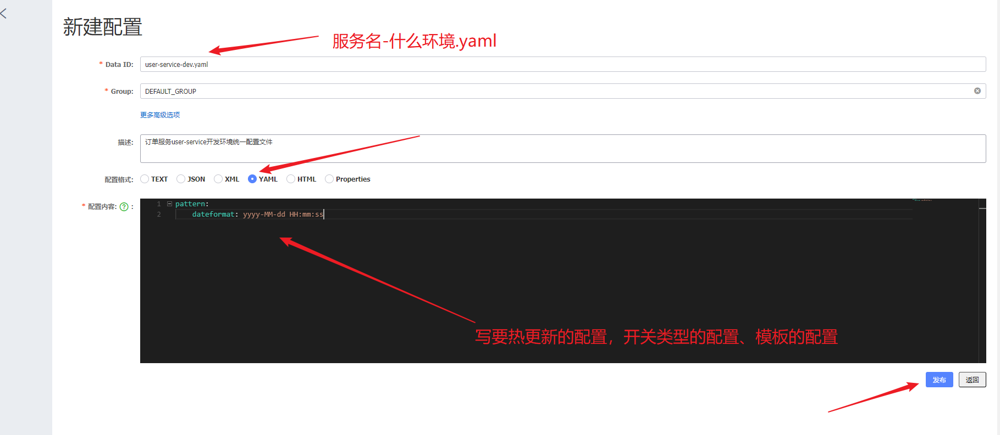 新建配置
服务名-什么环境.yaml
* Data ID: user-service-dev.yaml
* Group: DEFAULT_GROUP
更多高级选项
描述: 订单服务user-service开发环境统一配置文件
配置格式: TEXT JSON XML YAML HTML Properties
* 配置内容: ? :
1 pattern:
2 dateformat: yyyy-MM-dd HH:mm:ss
写要热更新的配置，开关类型的配置、模板的配置
发布 返回